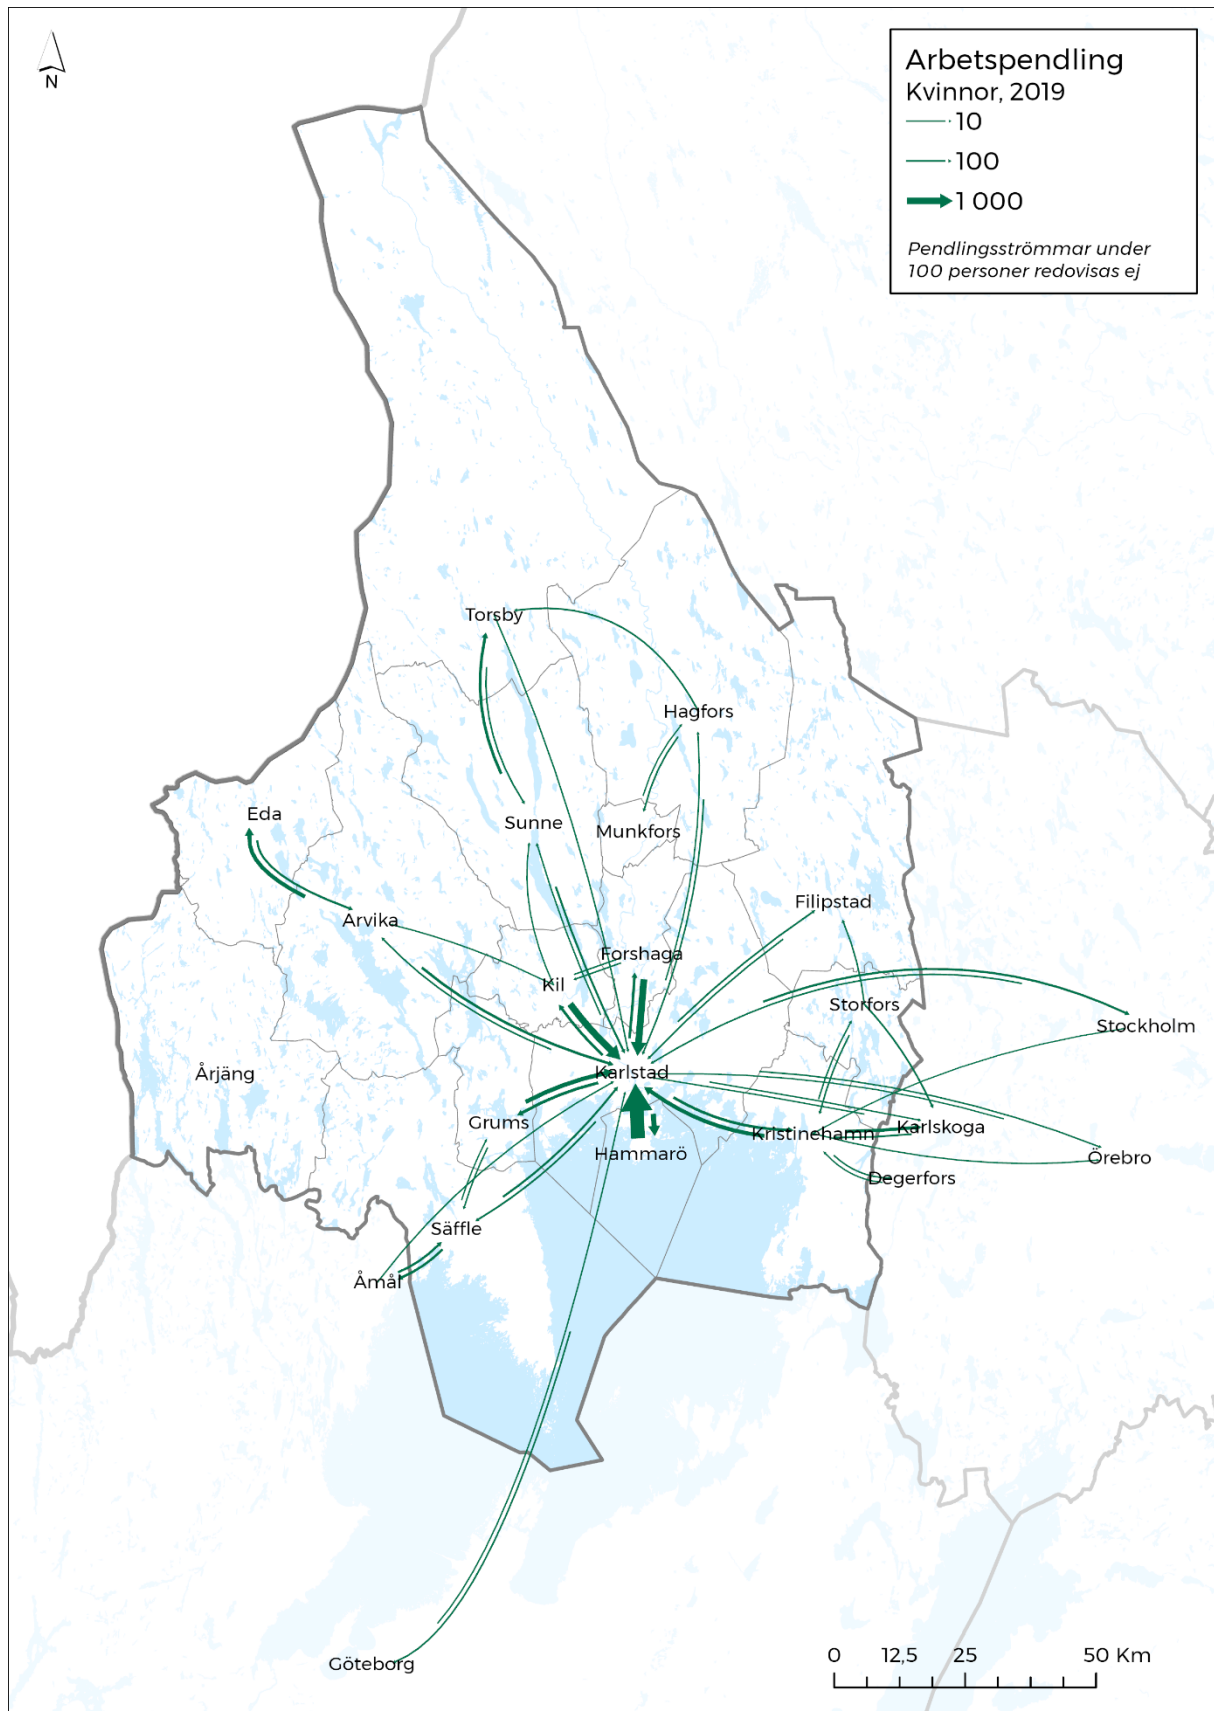 N
Arbetspendling
Kvinnor, 2019
10
100
1 000
Pendlingsströmmar under
100 personer redovisas ej
Torsby
Hagfors
Eda
Sunne
Munkfors
Arvika
Filipstad
Forshaga
Kil
Storfors
Stockholm
Årjäng
Karlstad
Grums
Kristinehamn
Karlskoga
Hammarö
Örebro
Degerfors
Säffle
Åmål
Göteborg
0 12,5 25 50 Km